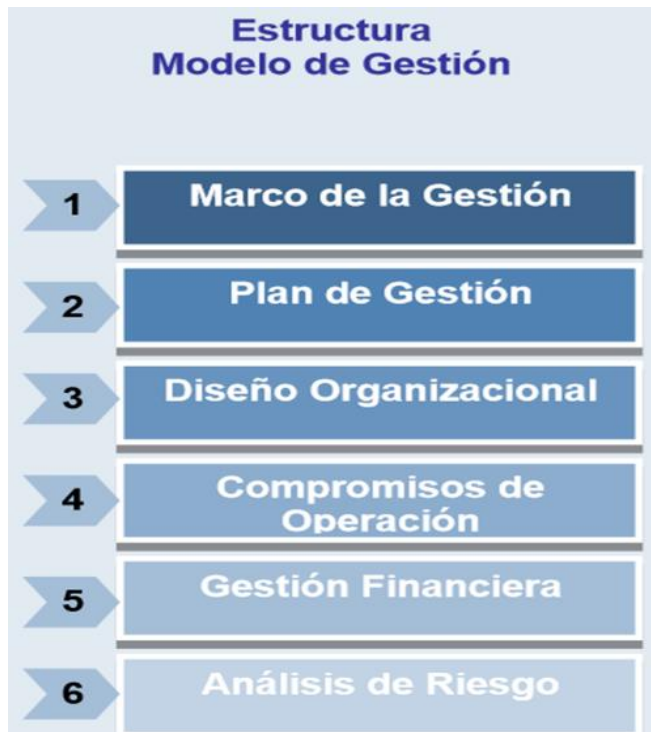 Estructura
Modelo de Gestión
1
Marco de la Gestión
2
Plan de Gestión
3
Diseño Organizacional
4
Compromisos de
Operación
5
Gestión Financiera
6
Análisis de Riesgo